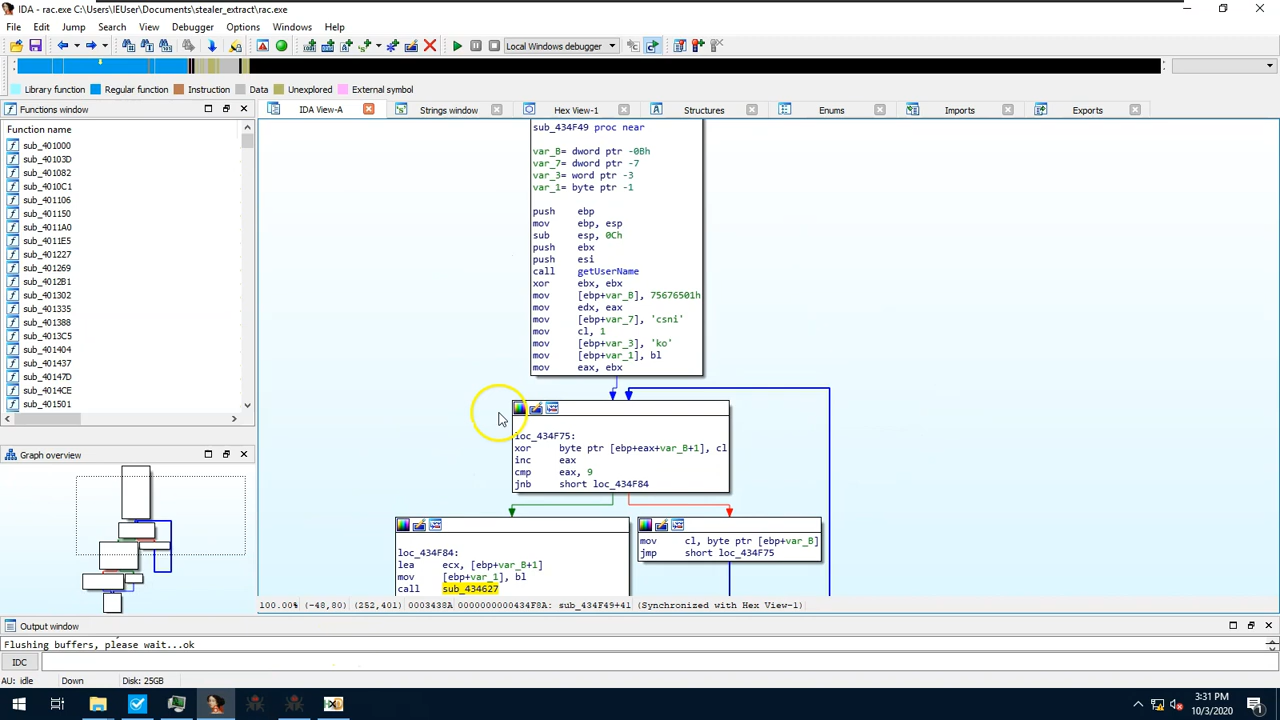 IDA - rac.exe C:\Users\IEUser\Documents\stealer_extract\rac.exe
File Edit Jump Search View Debugger Options Windows Help
Local Windows debugger
Library function Regular function Instruction Data Unexplored External symbol
Functions window
IDA View-A Strings window Hex View-1 Structures Enums Imports Exports
Function name
sub_401000
sub_40103D
sub_401082
sub_4010C1
sub_401106
sub_401150
sub_4011A0
sub_4011E5
sub_401227
sub_401269
sub_4012B1
sub_401302
sub_401335
sub_401388
sub_4013C5
sub_401404
sub_401437
sub_40147D
sub_4014CE
sub_401501
Graph overview
sub_434F49 proc near
var_B= dword ptr -0Bh
var_7= dword ptr -7
var_3= word ptr -3
var_1= byte ptr -1
push ebp
mov ebp, esp
sub esp, 0Ch
push ebx
push esi
call getUserName
xor ebx, ebx
mov [ebp+var_B], 75676501h
mov edx, eax
mov [ebp+var_7], 'csni'
mov cl, 1
mov [ebp+var_3], 'ko'
mov [ebp+var_1], bl
mov eax, ebx
loc_434F75:
xor byte ptr [ebp+eax+var_B+1], cl
inc eax
cmp eax, 9
jnb short loc_434F84
loc_434F84:
lea ecx, [ebp+var_B+1]
mov [ebp+var_1], bl
call sub_434627
mov cl, byte ptr [ebp+var_B]
jmp short loc_434F75
100.00% (-48,80) (252,401) 0003438A 0000000000434F8A: sub_434F49+41 (Synchronized with Hex View-1)
Output window
Flushing buffers, please wait...ok
IDC
AU: idle Down Disk: 25GB
3:31 PM
10/3/2020